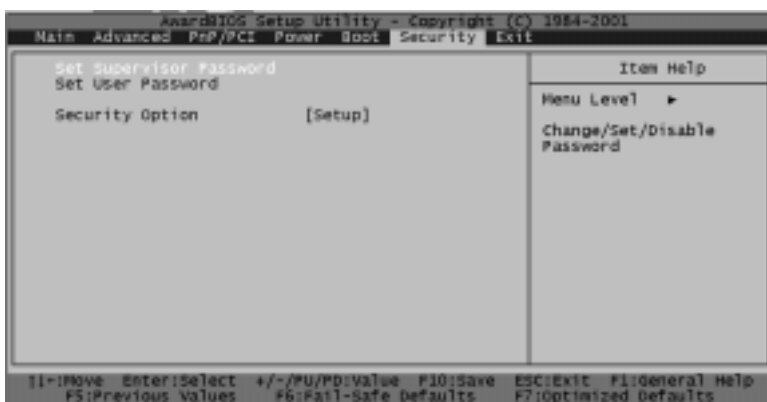 AwardBIOS Setup Utility - Copyright (C) 1984-2001
Main Advanced PnP/PCI Power Boot Security Exit
Set Supervisor Password
Set User Password
Security Option [Setup]
Item Help
Menu Level ►
Change/Set/Disable
Password
↑↓-:Move Enter:Select +/-/PU/PD:Value F10:Save ESC:Exit F1:General Help
F5:Previous Values F6:Fail-Safe Defaults F7:Optimized Defaults